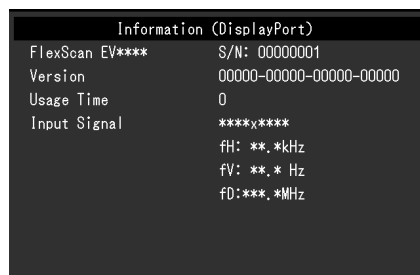 Information (DisplayPort)
FlexScan EV**** S/N: 00000001
Version 00000-00000-00000-00000
Usage Time 0
Input Signal ****x****
fH: **.*kHz
fV: **.* Hz
fD:***.*MHz